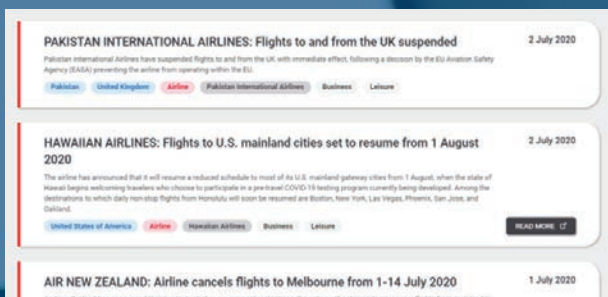 PAKISTAN INTERNATIONAL AIRLINES: Flights to and from the UK suspended
2 July 2020
Pakistan International Airlines have suspended flights to and from the UK with immediate effect, following a decision by the EU Aviation Safety
Agency (EASA) preventing the airline from operating within the EU.
Pakistan United Kingdom Airline Pakistan International Airlines Business Leisure
HAWAIIAN AIRLINES: Flights to U.S. mainland cities set to resume from 1 August
2020
2 July 2020
The airline has announced that it will resume a reduced schedule to most of its U.S. mainland gateway cities from 1 August, when the state of
Hawaii begins welcoming travelers who choose to participate in a pre-travel COVID-19 testing program currently being developed. Among the
destinations to which daily non-stop flights from Honolulu will soon be resumed are Boston, New York, Las Vegas, Phoenix, San Jose, and
Oakland.
United States of America Airline Hawaiian Airlines Business Leisure
READ MORE
AIR NEW ZEALAND: Airline cancels flights to Melbourne from 1-14 July 2020
1 July 2020